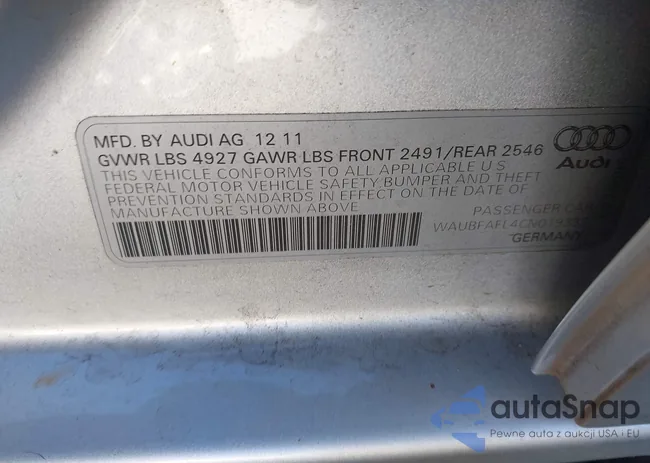 MFD. BY AUDI AG 12 11
GVWR LBS 4927 GAWR LBS FRONT 2491/REAR 2546
THIS VEHICLE CONFORMS TO ALL APPLICABLE U S
FEDERAL MOTOR VEHICLE SAFETY,BUMPER AND THEFT
PREVENTION STANDARDS IN EFFECT ON THE DATE OF
MANUFACTURE SHOWN ABOVE
Audi
PASSENGER CAR
GERMANY
autaSnap
Pewne auta z aukcji USA i EU